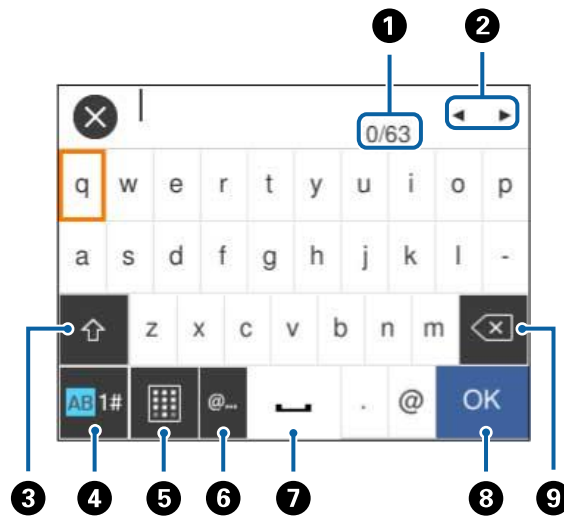 1 2
0/63
q w e r t y u i o p
a s d f g h j k l -
z x c v b n m
AB 1# @... . @ OK
3 4 5 6 7 8 9